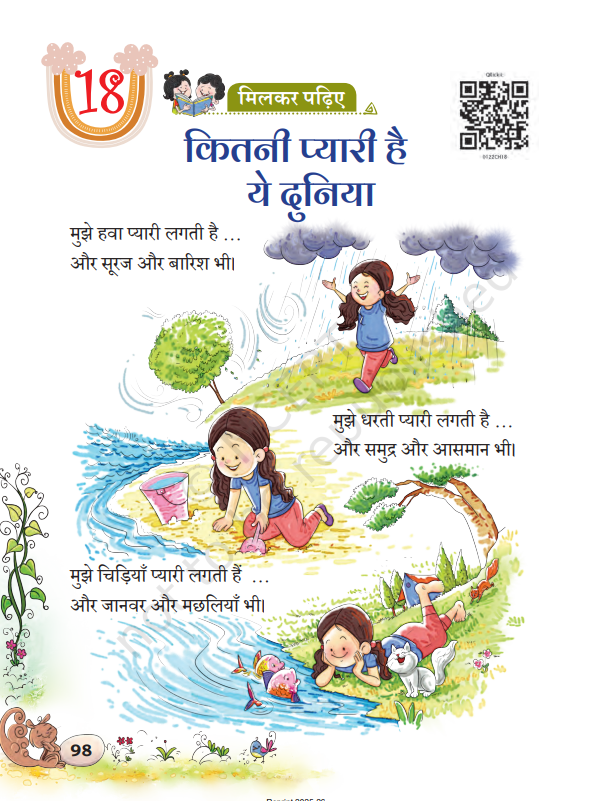 18
मिलकर पढ़िए
कितनी प्यारी है
ये दुनिया
0122CH18
मुझे हवा प्यारी लगती है …
और सूरज और बारिश भी।
मुझे धरती प्यारी लगती है …
और समुद्र और आसमान भी।
मुझे चिड़ियाँ प्यारी लगती हैं …
और जानवर और मछलियाँ भी।
98